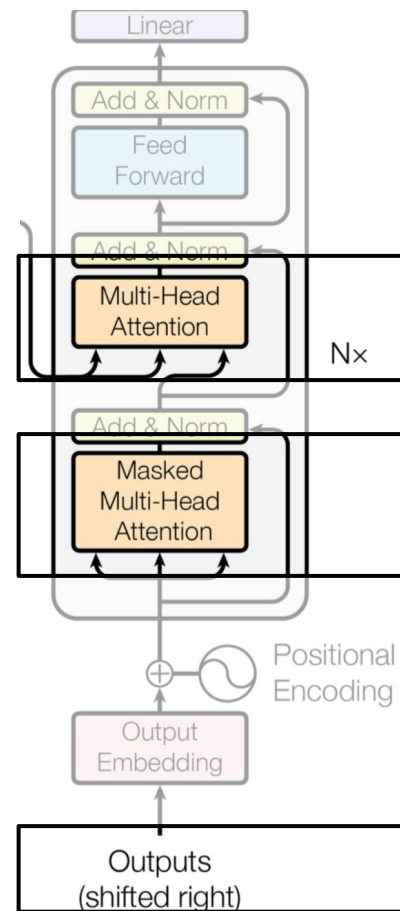 Linear
Add & Norm
Feed
Forward
Add & Norm
Multi-Head
Attention
N×
Add & Norm
Masked
Multi-Head
Attention
Positional
Encoding
Output
Embedding
Outputs
(shifted right)